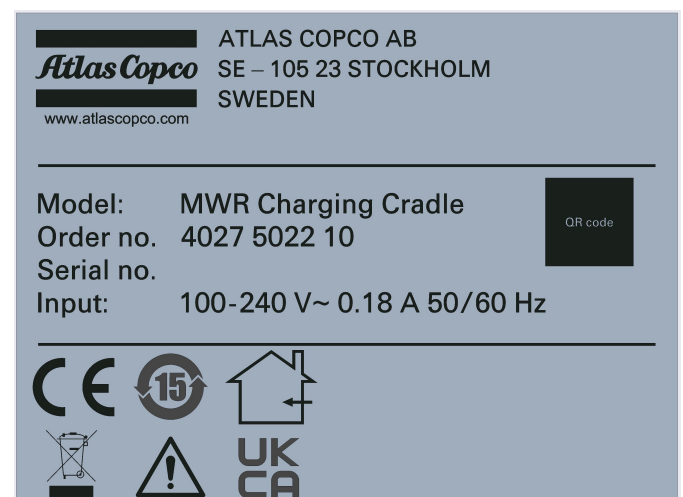 ATLAS COPCO AB
Atlas Copco
SE – 105 23 STOCKHOLM
SWEDEN
www.atlascopco.com
Model: MWR Charging Cradle
QR code
Order no. 4027 5022 10
Serial no.
Input: 100-240 V~ 0.18 A 50/60 Hz
CE
15
UK
CA